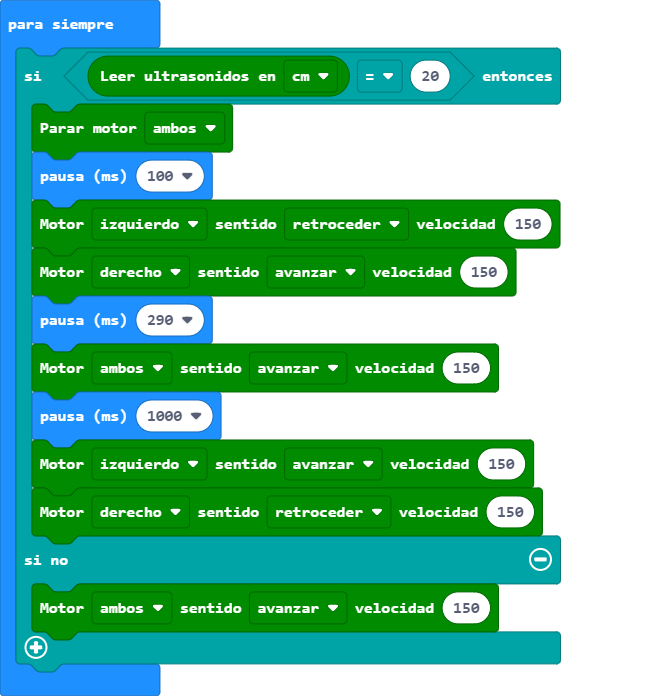 para siempre
si Leer ultrasonidos en cm = 20 entonces
Parar motor ambos
pausa (ms) 100
Motor izquierdo sentido retroceder velocidad 150
Motor derecho sentido avanzar velocidad 150
pausa (ms) 290
Motor ambos sentido avanzar velocidad 150
pausa (ms) 1000
Motor izquierdo sentido avanzar velocidad 150
Motor derecho sentido retroceder velocidad 150
si no
Motor ambos sentido avanzar velocidad 150